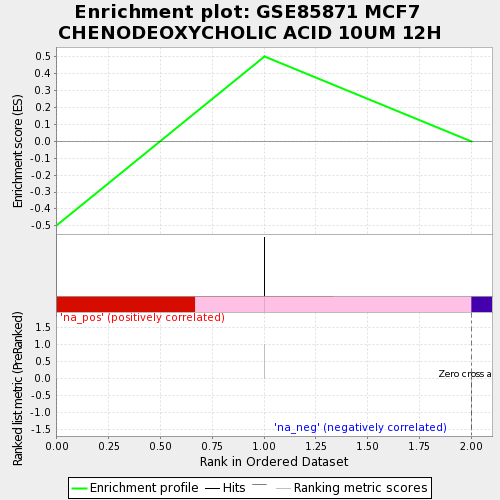 Enrichment plot: GSE85871 MCF7
CHENODEOXYCHOLIC ACID 10UM 12H
Enrichment score (ES)
0.5
0.4
0.3
0.2
0.1
0.0
-0.1
-0.2
-0.3
-0.4
-0.5
'na_pos' (positively correlated)
Ranked list metric (PreRanked)
1.5
1.0
0.5
0.0
-0.5
-1.0
-1.5
Zero cross a
'na_neg' (negatively correlated)
0.00 0.25 0.50 0.75 1.00 1.25 1.50 1.75 2.00
Rank in Ordered Dataset
Enrichment profile Hits Ranking metric scores